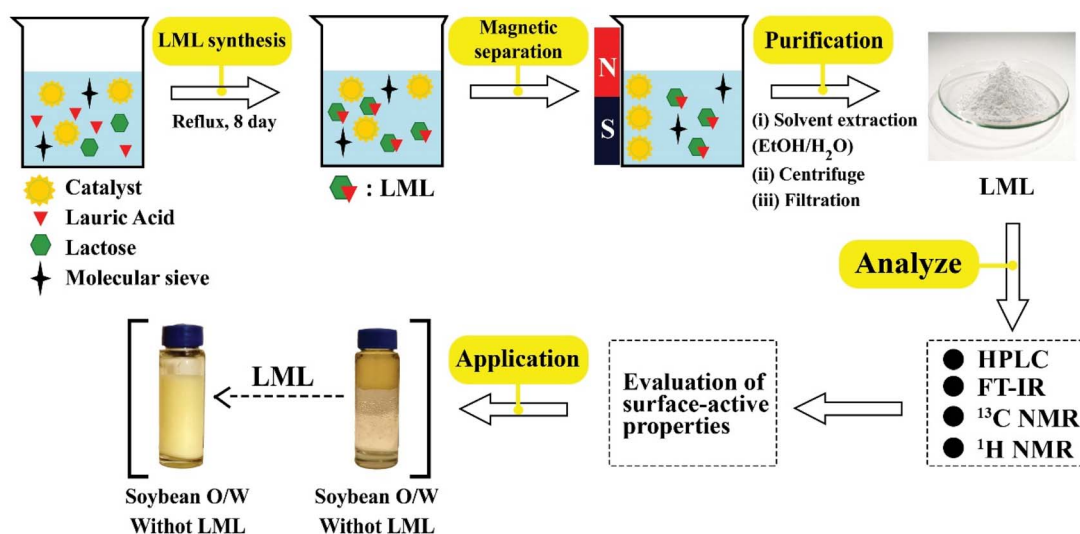 LML synthesis
Reflux, 8 day
Catalyst
Lauric Acid
Lactose
Molecular sieve
: LML
Magnetic
separation
N
S
Purification
(i) Solvent extraction
(EtOH/H₂O)
(ii) Centrifuge
(iii) Filtration
LML
Analyze
HPLC
FT-IR
¹³C NMR
¹H NMR
Evaluation of
surface-active
properties
Application
LML
Soybean O/W
Withot LML
Soybean O/W
Withot LML